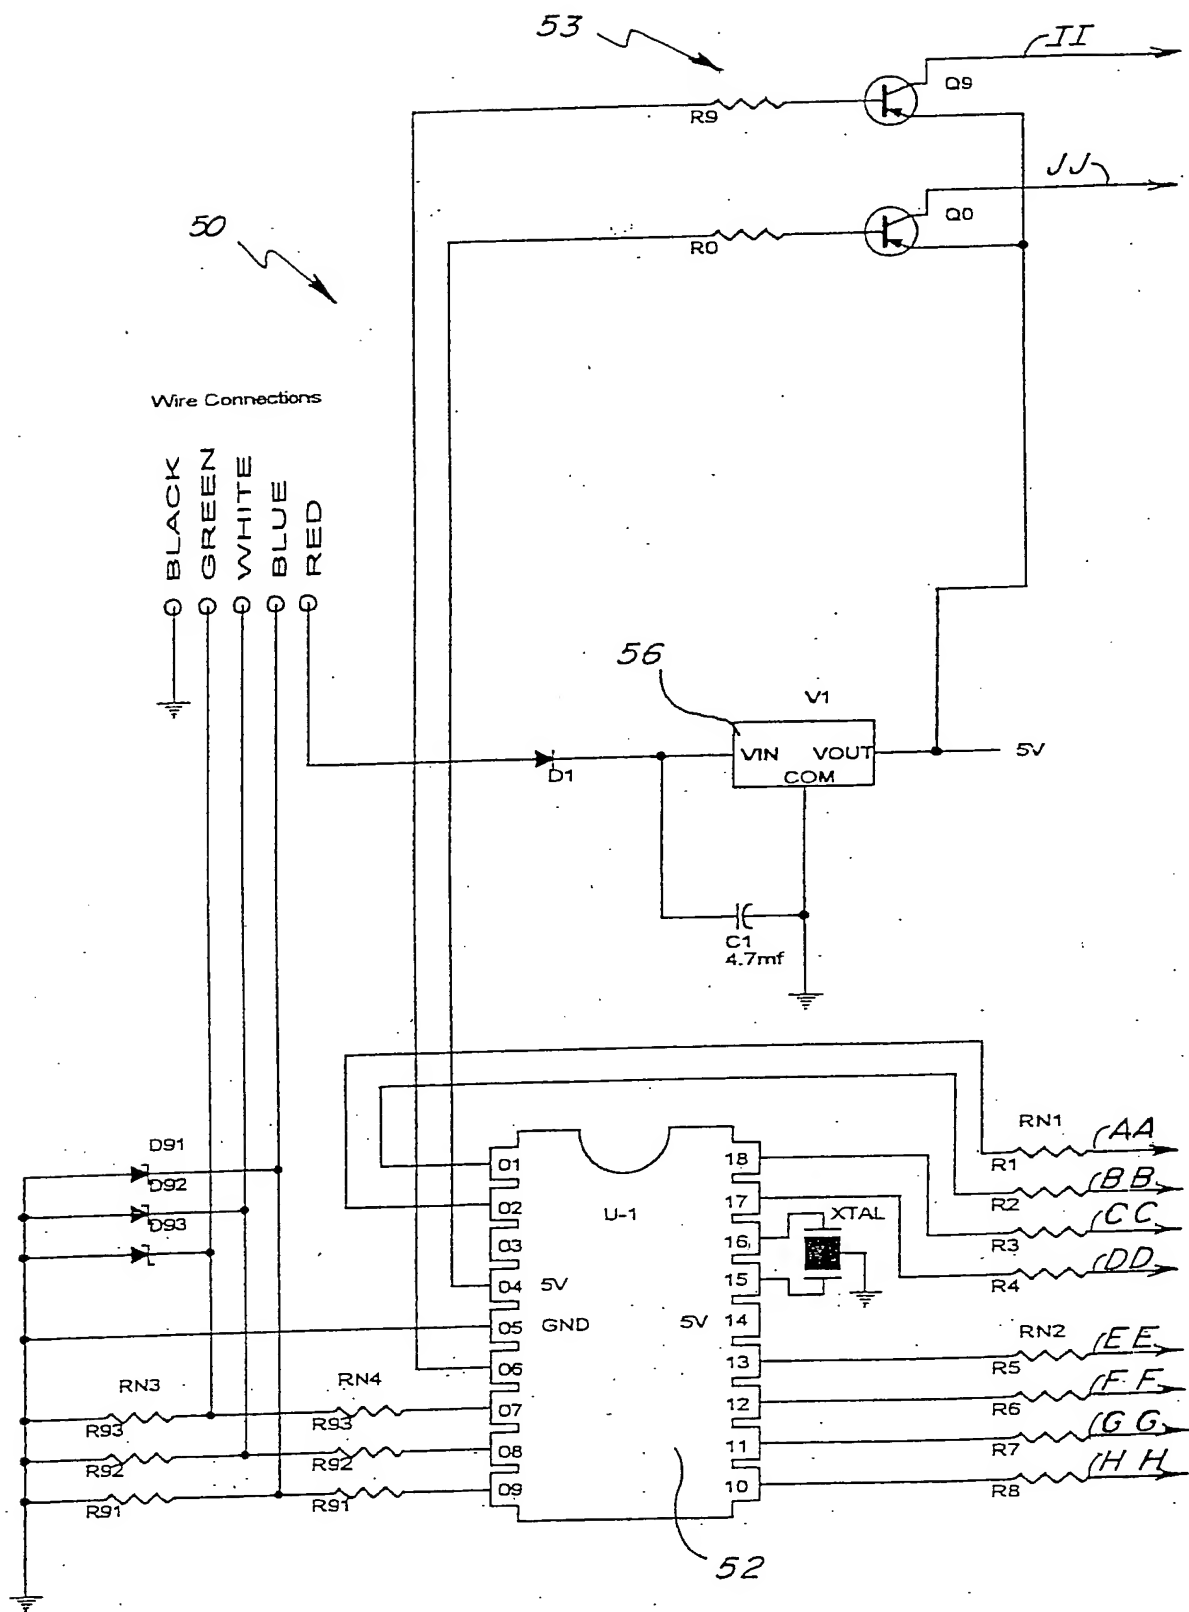 53
II
Q9
R9
JJ
Q0
R0
50
Wire Connections
BLACK
GREEN
WHITE
BLUE
RED
56
V1
VIN
VOUT
COM
5V
D1
C1
4.7mf
D91
D92
D93
RN1
AA
R1
BB
R2
CC
R3
DD
R4
RN2
EE
R5
FF
R6
GG
R7
HH
R8
U-1
XTAL
01
02
03
04
05
06
07
08
09
5V
GND
5V
18
17
16
15
14
13
12
11
10
RN3
RN4
R93
R93
R92
R92
R91
R91
52